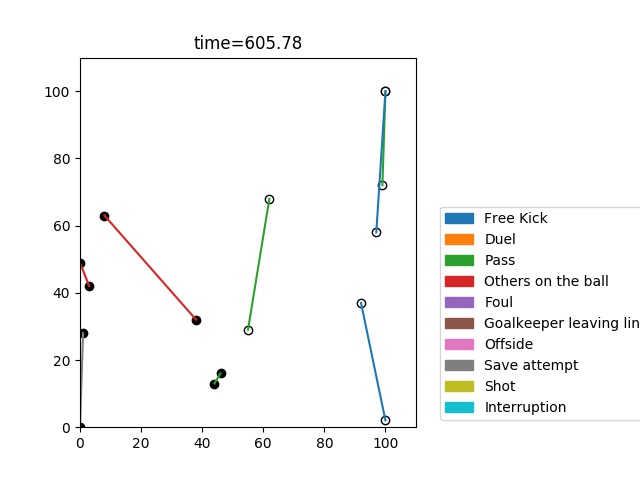 time=605.78
100
80
60
40
20
0
0 20 40 60 80 100
Free Kick
Duel
Pass
Others on the ball
Foul
Goalkeeper leaving lin
Offside
Save attempt
Shot
Interruption